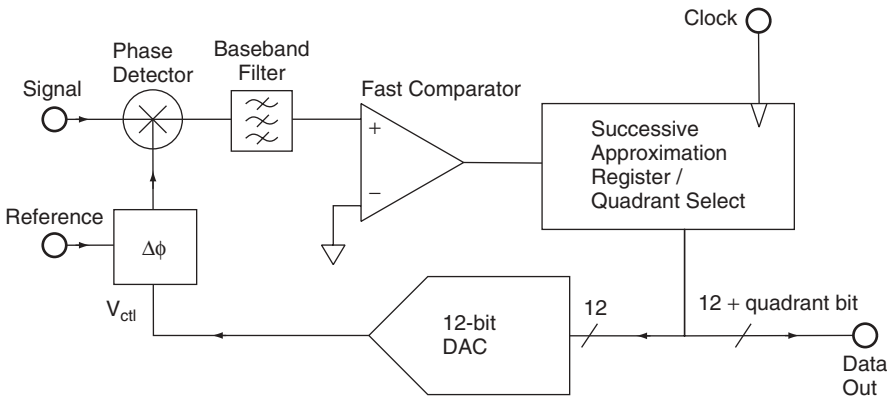 Clock
Phase
Detector
Baseband
Filter
Signal
Fast Comparator
+
−
Successive
Approximation
Register /
Quadrant Select
Reference
Δϕ
V_ctl
12-bit
DAC
12
12 + quadrant bit
Data
Out